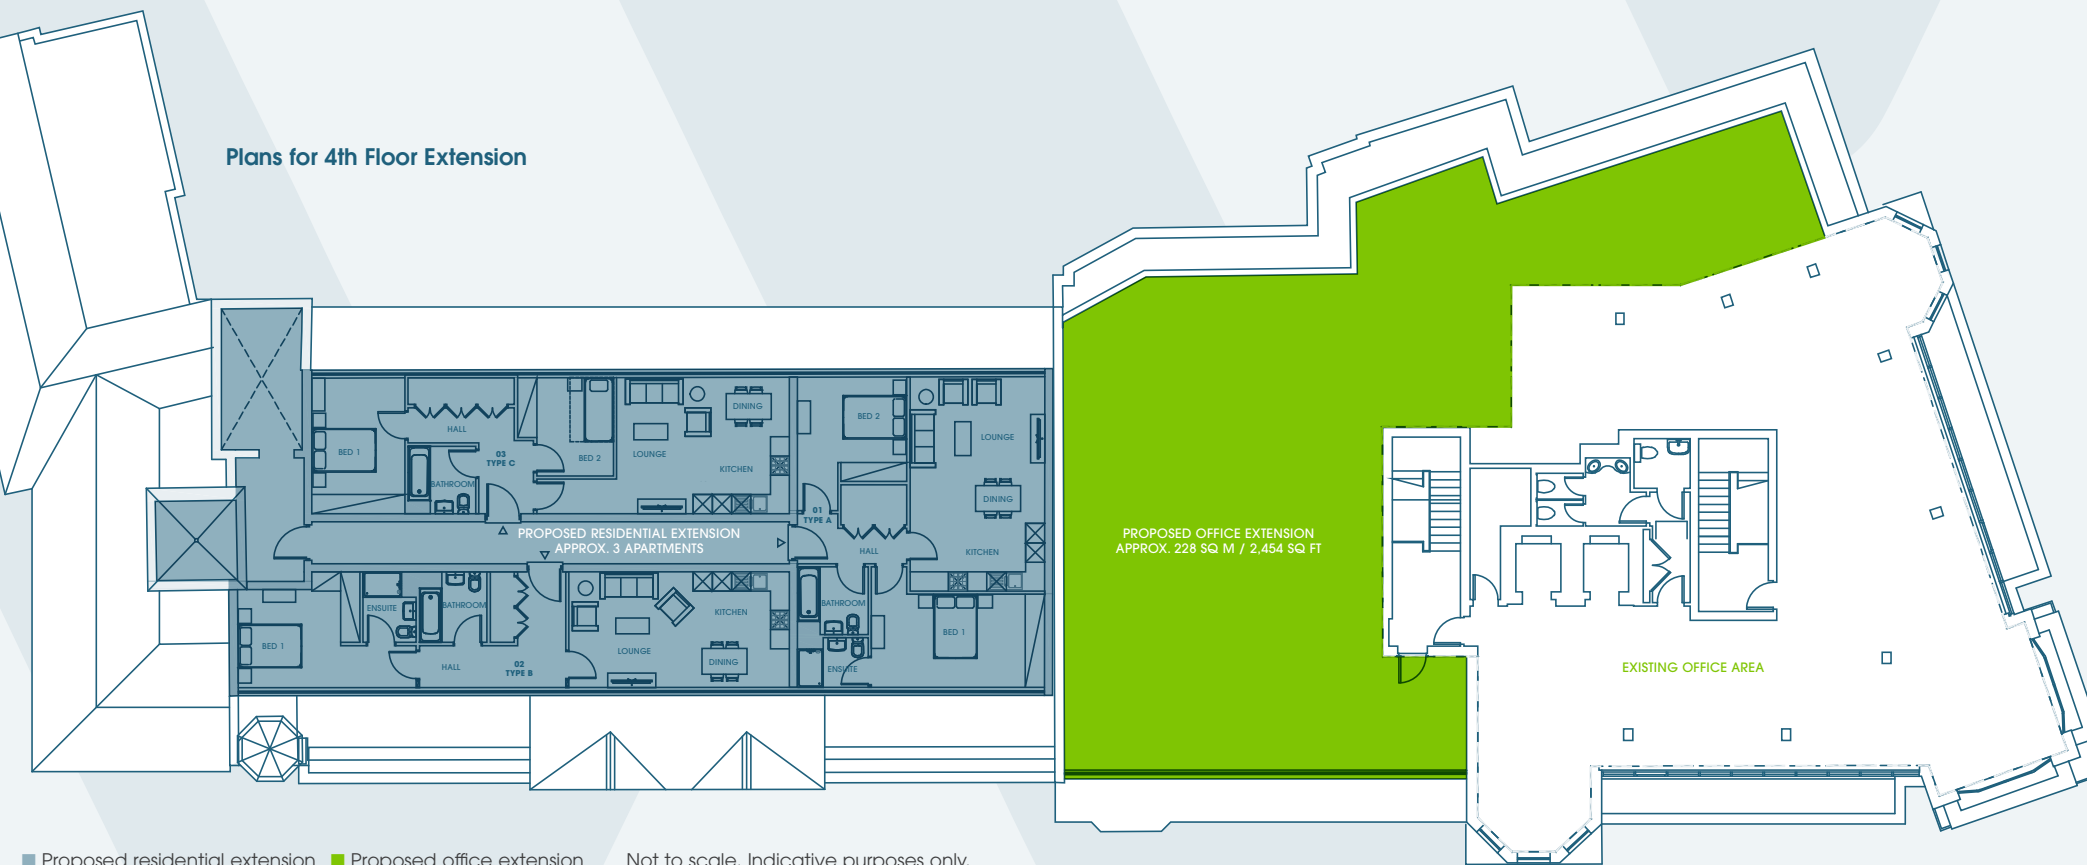 Plans for 4th Floor Extension
BED 1
HALL
BATHROOM
03
TYPE C
BED 2
LOUNGE
DINING
KITCHEN
BED 2
LOUNGE
DINING
KITCHEN
01
TYPE A
HALL
BATHROOM
ENSUITE
BED 1
PROPOSED RESIDENTIAL EXTENSION
APPROX. 3 APARTMENTS
BED 1
ENSUITE
BATHROOM
HALL
02
TYPE B
LOUNGE
KITCHEN
DINING
PROPOSED OFFICE EXTENSION
APPROX. 228 SQ M / 2,454 SQ FT
EXISTING OFFICE AREA
Proposed residential extension
Proposed office extension
Not to scale. Indicative purposes only.